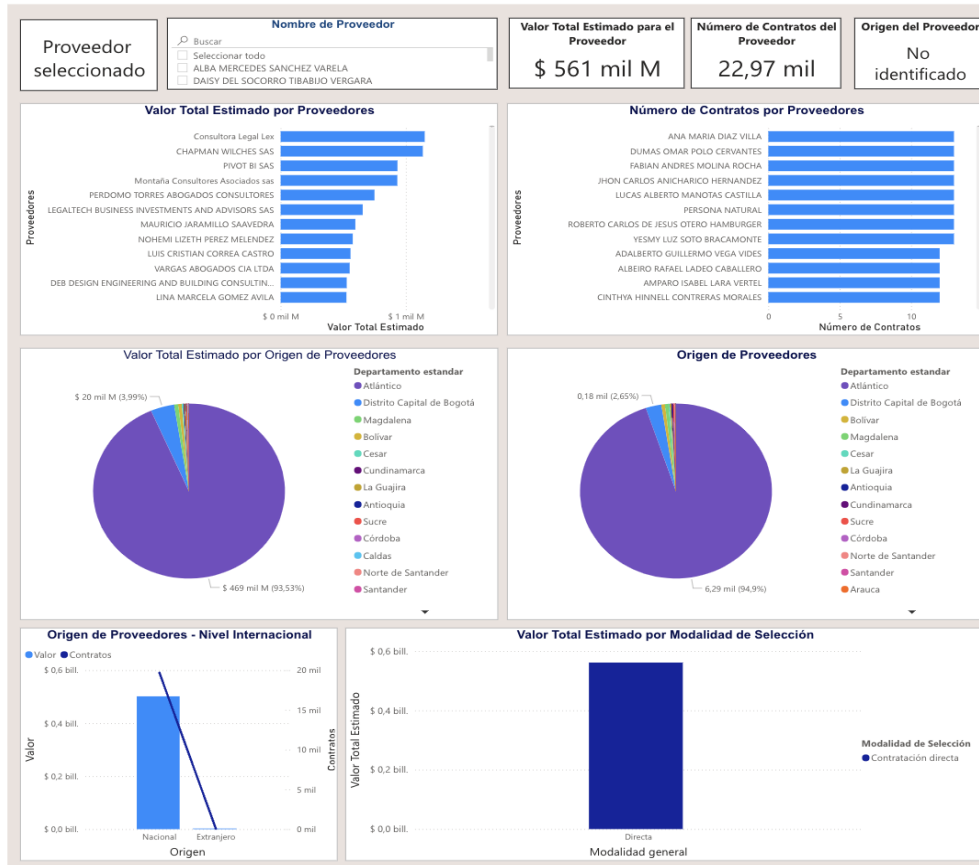 Proveedor
seleccionado
Nombre de Proveedor
Buscar
Seleccionar todo
ALBA MERCEDES SANCHEZ VARELA
DAISY DEL SOCORRO TIBABIJO VERGARA
Valor Total Estimado para el
Proveedor
$ 561 mil M
Número de Contratos del
Proveedor
22,97 mil
Origen del Proveedor
No
identificado
Valor Total Estimado por Proveedores
Proveedores
Consultora Legal Lex
CHAPMAN WILCHES SAS
PIVOT BI SAS
Montaña Consultores Asociados sas
PERDOMO TORRES ABOGADOS CONSULTORES
LEGALTECH BUSINESS INVESTMENTS AND ADVISORS SAS
MAURICIO JARAMILLO SAAVEDRA
NOHEMI LIZETH PEREZ MELENDEZ
LUIS CRISTIAN CORREA CASTRO
VARGAS ABOGADOS CIA LTDA
DEB DESIGN ENGINEERING AND BUILDING CONSULTIN...
LINA MARCELA GOMEZ AVILA
$ 0 mil M
$ 1 mil M
Valor Total Estimado
Número de Contratos por Proveedores
Proveedores
ANA MARIA DIAZ VILLA
DUMAS OMAR POLO CERVANTES
FABIAN ANDRES MOLINA ROCHA
JHON CARLOS ANICHARICO HERNANDEZ
LUCAS ALBERTO MANOTAS CASTILLA
PERSONA NATURAL
ROBERTO CARLOS DE JESUS OTERO HAMBURGER
YESMY LUZ SOTO BRACAMONTE
ADALBERTO GUILLERMO VEGA VIDES
ALBEIRO RAFAEL LADEO CABALLERO
AMPARO ISABEL LARA VERTEL
CINTHYA HINNELL CONTRERAS MORALES
0
5
10
Número de Contratos
Valor Total Estimado por Origen de Proveedores
$ 20 mil M (3,99%)
$ 469 mil M (93,53%)
Departamento estandar
Atlántico
Distrito Capital de Bogotá
Magdalena
Bolívar
Cesar
Cundinamarca
La Guajira
Antioquia
Sucre
Córdoba
Caldas
Norte de Santander
Santander
Origen de Proveedores
0,18 mil (2,65%)
6,29 mil (94,9%)
Departamento estandar
Atlántico
Distrito Capital de Bogotá
Bolívar
Magdalena
Cesar
La Guajira
Antioquia
Cundinamarca
Sucre
Córdoba
Norte de Santander
Santander
Arauca
Origen de Proveedores - Nivel Internacional
Valor
Contratos
Valor
$ 0,6 bill.
$ 0,4 bill.
$ 0,2 bill.
$ 0,0 bill.
20 mil
15 mil
10 mil
5 mil
0 mil
Contratos
Nacional
Extranjero
Origen
Valor Total Estimado por Modalidad de Selección
Valor Total Estimado
$ 0,6 bill.
$ 0,4 bill.
$ 0,2 bill.
$ 0,0 bill.
Directa
Modalidad general
Modalidad de Selección
Contratación directa